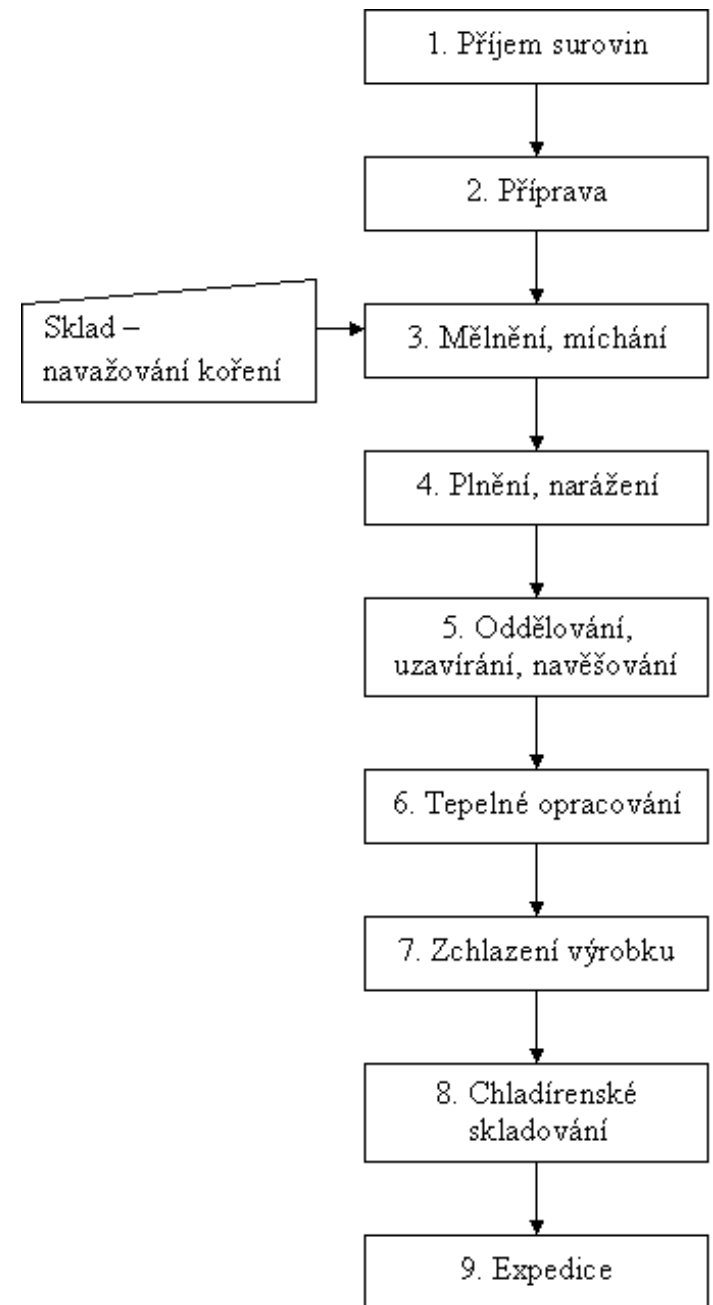 1. Příjem surovin
2. Příprava
Sklad –
navažování koření
3. Mělnění, míchání
4. Plnění, narážení
5. Oddělování,
uzavírání, navěšování
6. Tepelné opracování
7. Zchlazení výrobku
8. Chladírenské
skladování
9. Expedice